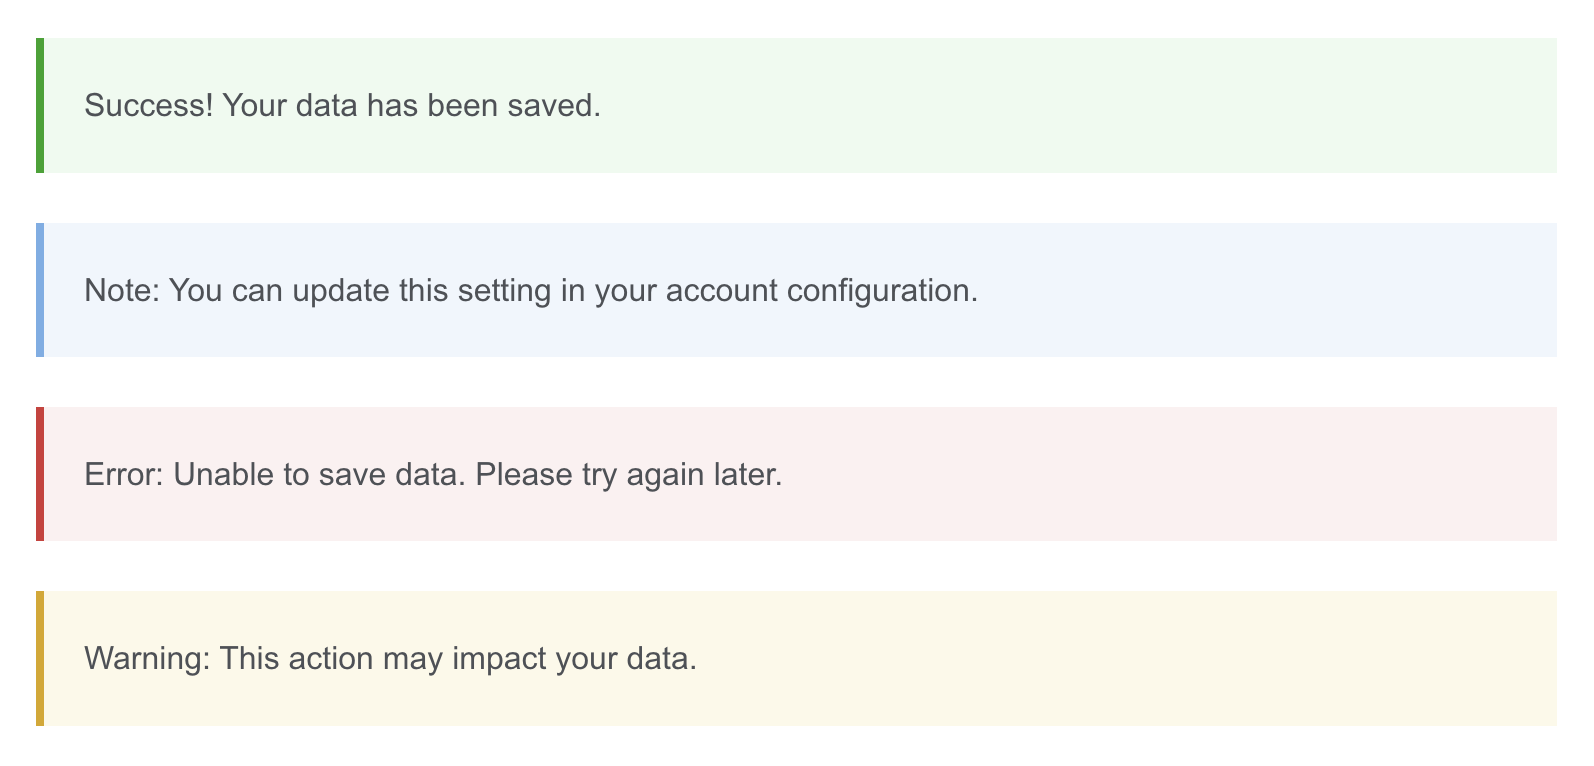 Success! Your data has been saved.
Note: You can update this setting in your account configuration.
Error: Unable to save data. Please try again later.
Warning: This action may impact your data.